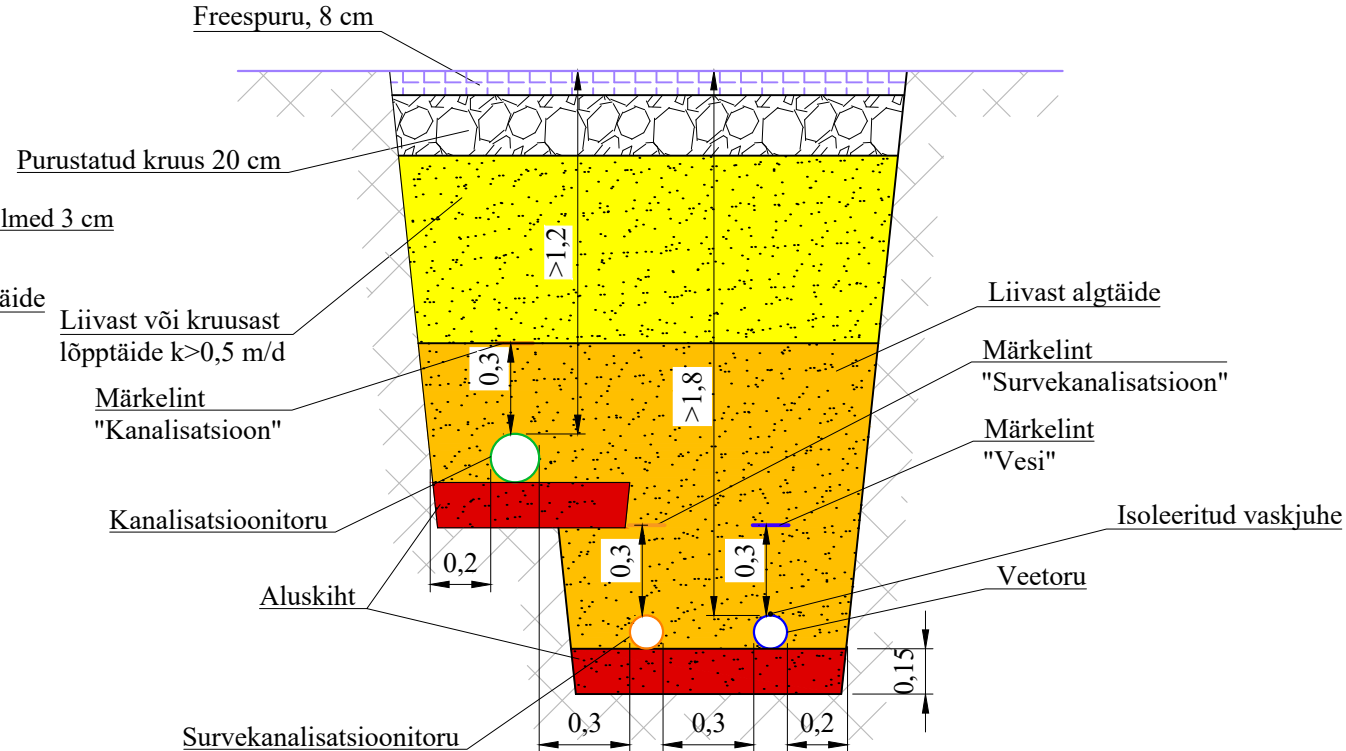 Freespuru, 8 cm
Purustatud kruus 20 cm
lmed 3 cm
äide
Liivast või kruusast
lõpptäide k>0,5 m/d
Märkelint
"Kanalisatsioon"
Kanalisatsioonitoru
Aluskiht
Survekanalisatsioonitoru
>1,2
>1,8
0,3
0,3
0,3
0,2
0,3
0,3
0,2
0,15
Liivast algtäide
Märkelint
"Survekanalisatsioon"
Märkelint
"Vesi"
Isoleeritud vaskjuhe
Veetoru